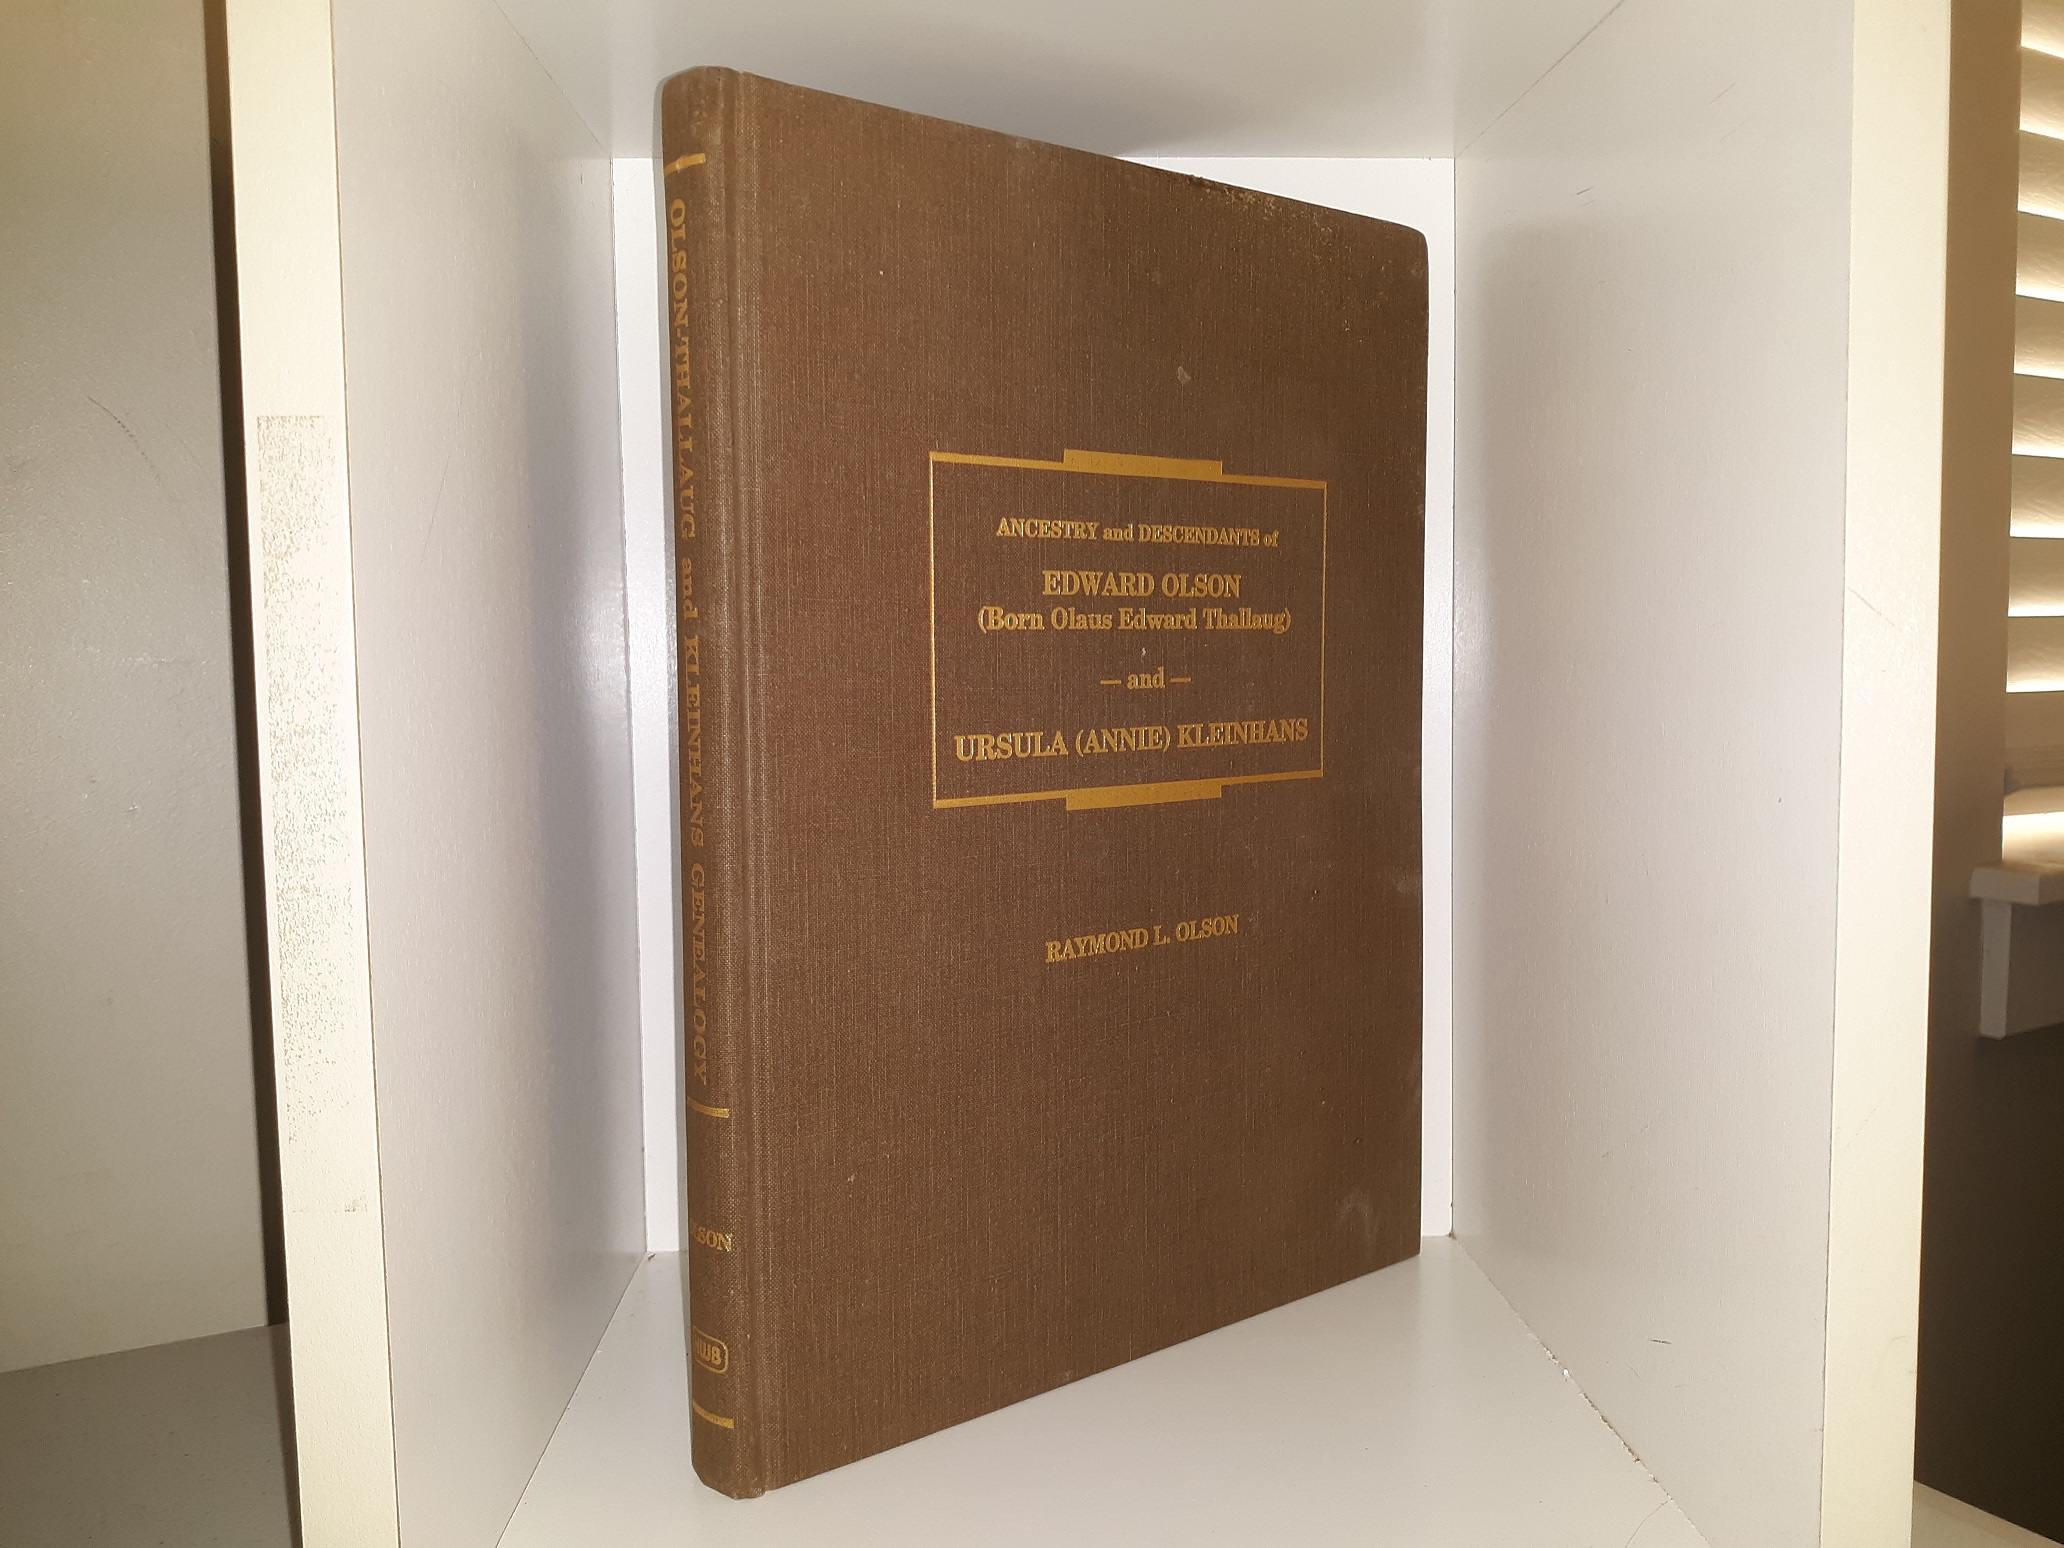 OLSON-THALLAUG and KLEINHANS GENEALOGY
ANCESTRY and DESCENDANTS of
EDWARD OLSON
(Born Olaus Edward Thallaug)
— and —
URSULA (ANNIE) KLEINHANS
RAYMOND L. OLSON